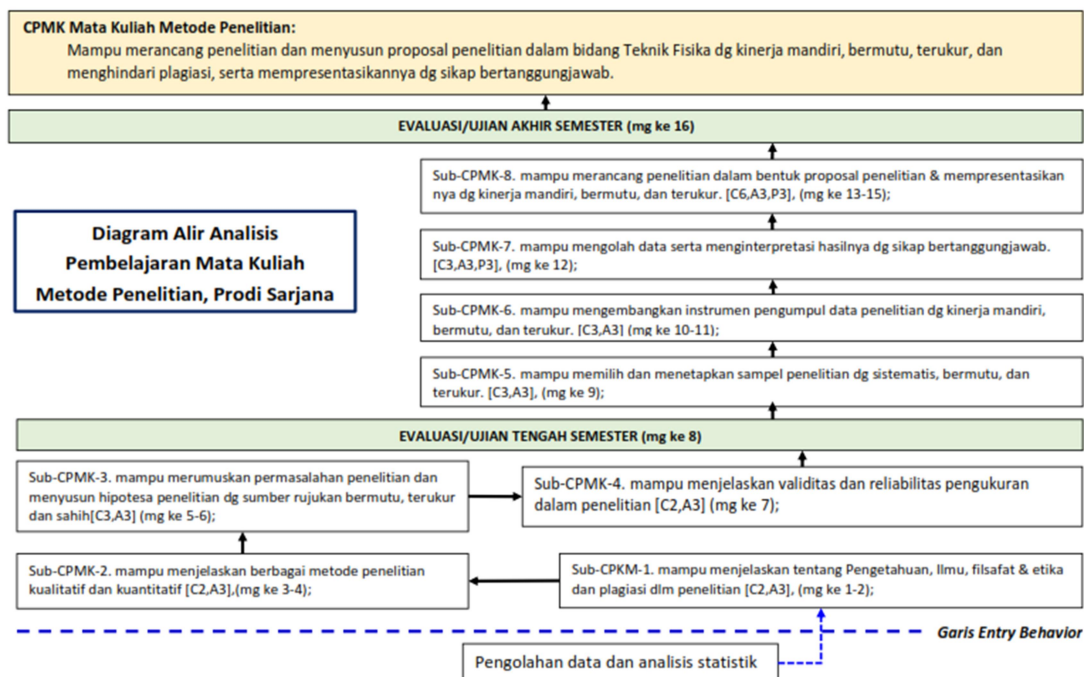 CPMK Mata Kuliah Metode Penelitian:
Mampu merancang penelitian dan menyusun proposal penelitian dalam bidang Teknik Fisika dg kinerja mandiri, bermutu, terukur, dan
menghindari plagiasi, serta mempresentasikannya dg sikap bertanggungjawab.
EVALUASI/UJIAN AKHIR SEMESTER (mg ke 16)
Sub-CPMK-8. mampu merancang penelitian dalam bentuk proposal penelitian & mempresentasikan
nya dg kinerja mandiri, bermutu, dan terukur. [C6,A3,P3], (mg ke 13-15);
Diagram Alir Analisis
Pembelajaran Mata Kuliah
Metode Penelitian, Prodi Sarjana
Sub-CPMK-7. mampu mengolah data serta menginterpretasi hasilnya dg sikap bertanggungjawab.
[C3,A3,P3], (mg ke 12);
Sub-CPMK-6. mampu mengembangkan instrumen pengumpul data penelitian dg kinerja mandiri,
bermutu, dan terukur. [C3,A3] (mg ke 10-11);
Sub-CPMK-5. mampu memilih dan menetapkan sampel penelitian dg sistematis, bermutu, dan
terukur. [C3,A3], (mg ke 9);
EVALUASI/UJIAN TENGAH SEMESTER (mg ke 8)
Sub-CPMK-3. mampu merumuskan permasalahan penelitian dan
menyusun hipotesa penelitian dg sumber rujukan bermutu, terukur
dan sahih[C3,A3] (mg ke 5-6);
Sub-CPMK-4. mampu menjelaskan validitas dan reliabilitas pengukuran
dalam penelitian [C2,A3] (mg ke 7);
Sub-CPMK-2. mampu menjelaskan berbagai metode penelitian
kualitatif dan kuantitatif [C2,A3],(mg ke 3-4);
Sub-CPKM-1. mampu menjelaskan tentang Pengetahuan, Ilmu, filsafat & etika
dan plagiasi dlm penelitian [C2,A3], (mg ke 1-2);
Garis Entry Behavior
Pengolahan data dan analisis statistik